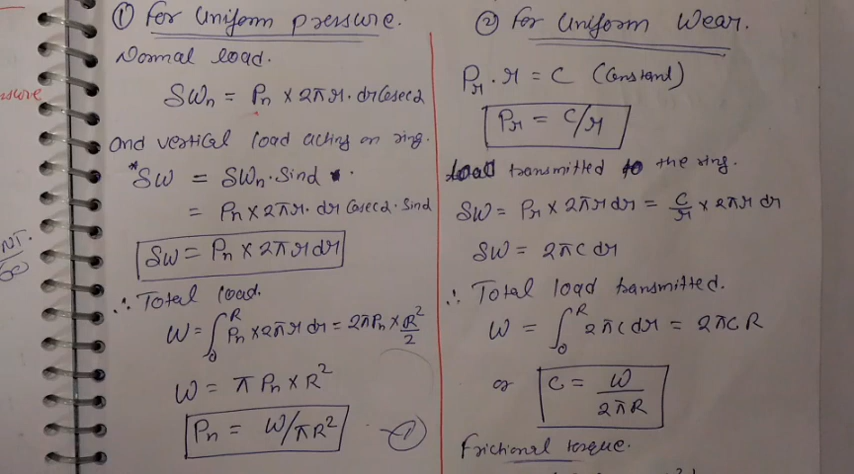 ① For Uniform pressure.
Normal load.
δWn = Pn × 2πr. dr Cosec α
and vertical load acting on ring.
*δW = δWn · Sin α
= Pn × 2πr. dr Cosec α · Sin α
δW = Pn × 2πr dr
∴ Total load.
W = ∫₀ᴿ Pn × 2πr dr = 2πPn × R²/2
W = π Pn × R²
Pn = W/πR² —①
② For Uniform Wear.
Pr · r = C (Constant)
Pr = C/r
load transmitted to the ring.
δW = Pr × 2πr dr = C/r × 2πr dr
δW = 2πC dr
∴ Total load transmitted.
W = ∫₀ᴿ 2πC dr = 2πC R
or C = W/2πR
Frictional torque.